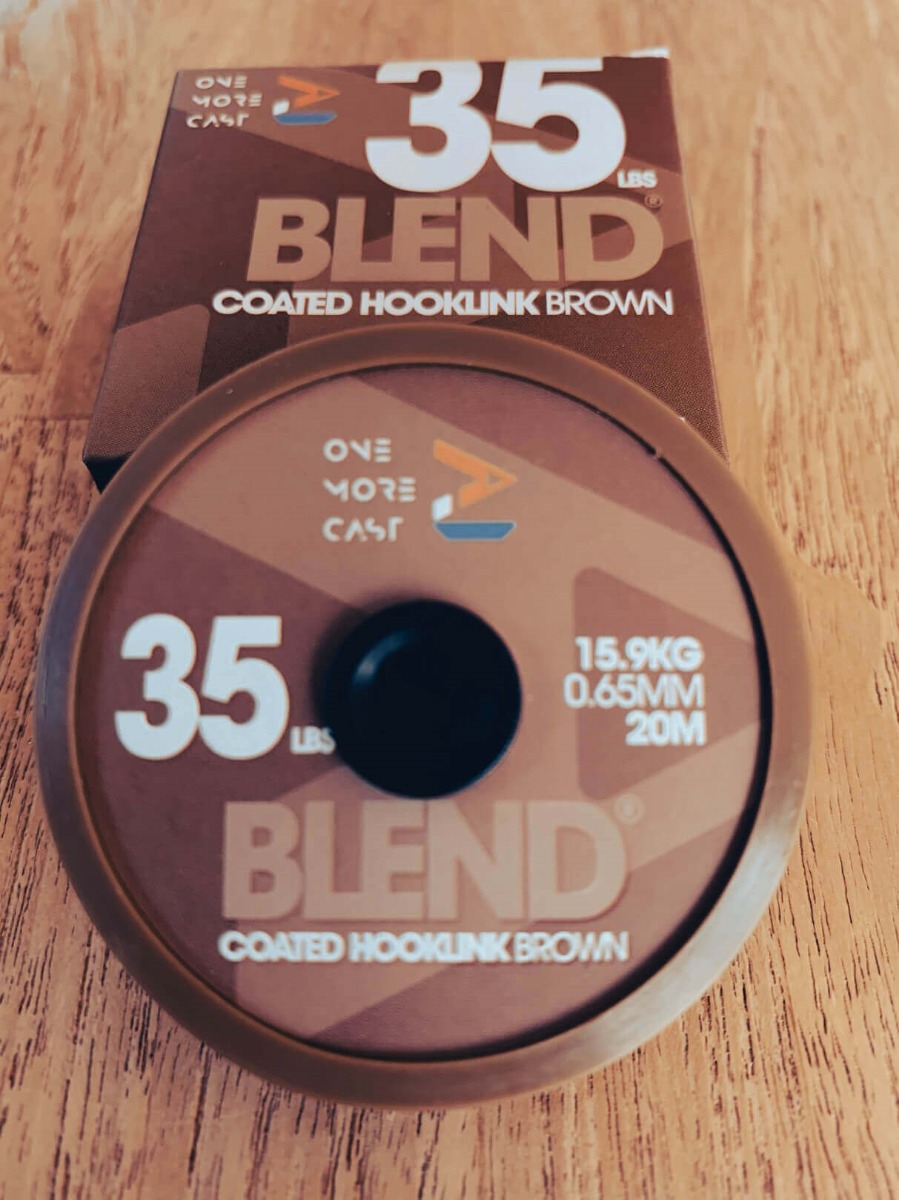 ONE
MORE
CAST
35
LBS
BLEND®
COATED HOOKLINK BROWN
ONE
MORE
CAST
35
LBS
15.9KG
0.65MM
20M
BLEND®
COATED HOOKLINK BROWN